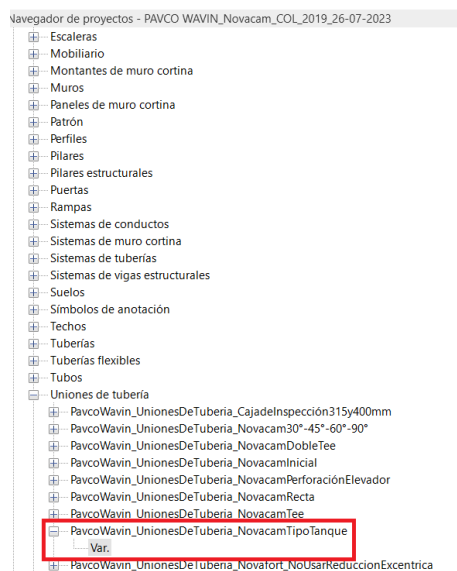 Navegador de proyectos - PAVCO WAVIN_Novacam_COL_2019_26-07-2023
Escaleras
Mobiliario
Montantes de muro cortina
Muros
Paneles de muro cortina
Patrón
Perfiles
Pilares
Pilares estructurales
Puertas
Rampas
Sistemas de conductos
Sistemas de muro cortina
Sistemas de tuberías
Sistemas de vigas estructurales
Suelos
Símbolos de anotación
Techos
Tuberías
Tuberías flexibles
Tubos
Uniones de tubería
PavcoWavin_UnionesDeTuberia_CajadeInspección315y400mm
PavcoWavin_UnionesDeTuberia_Novacam30°-45°-60°-90°
PavcoWavin_UnionesDeTuberia_NovacamDobleTee
PavcoWavin_UnionesDeTuberia_NovacamInicial
PavcoWavin_UnionesDeTuberia_NovacamPerforaciónElevador
PavcoWavin_UnionesDeTuberia_NovacamRecta
PavcoWavin_UnionesDeTuberia_NovacamTee
PavcoWavin_UnionesDeTuberia_NovacamTipoTanque
Var.
PavcoWavin_UnionesDeTuberia_Novafort_NoUsarReduccionExcentrica